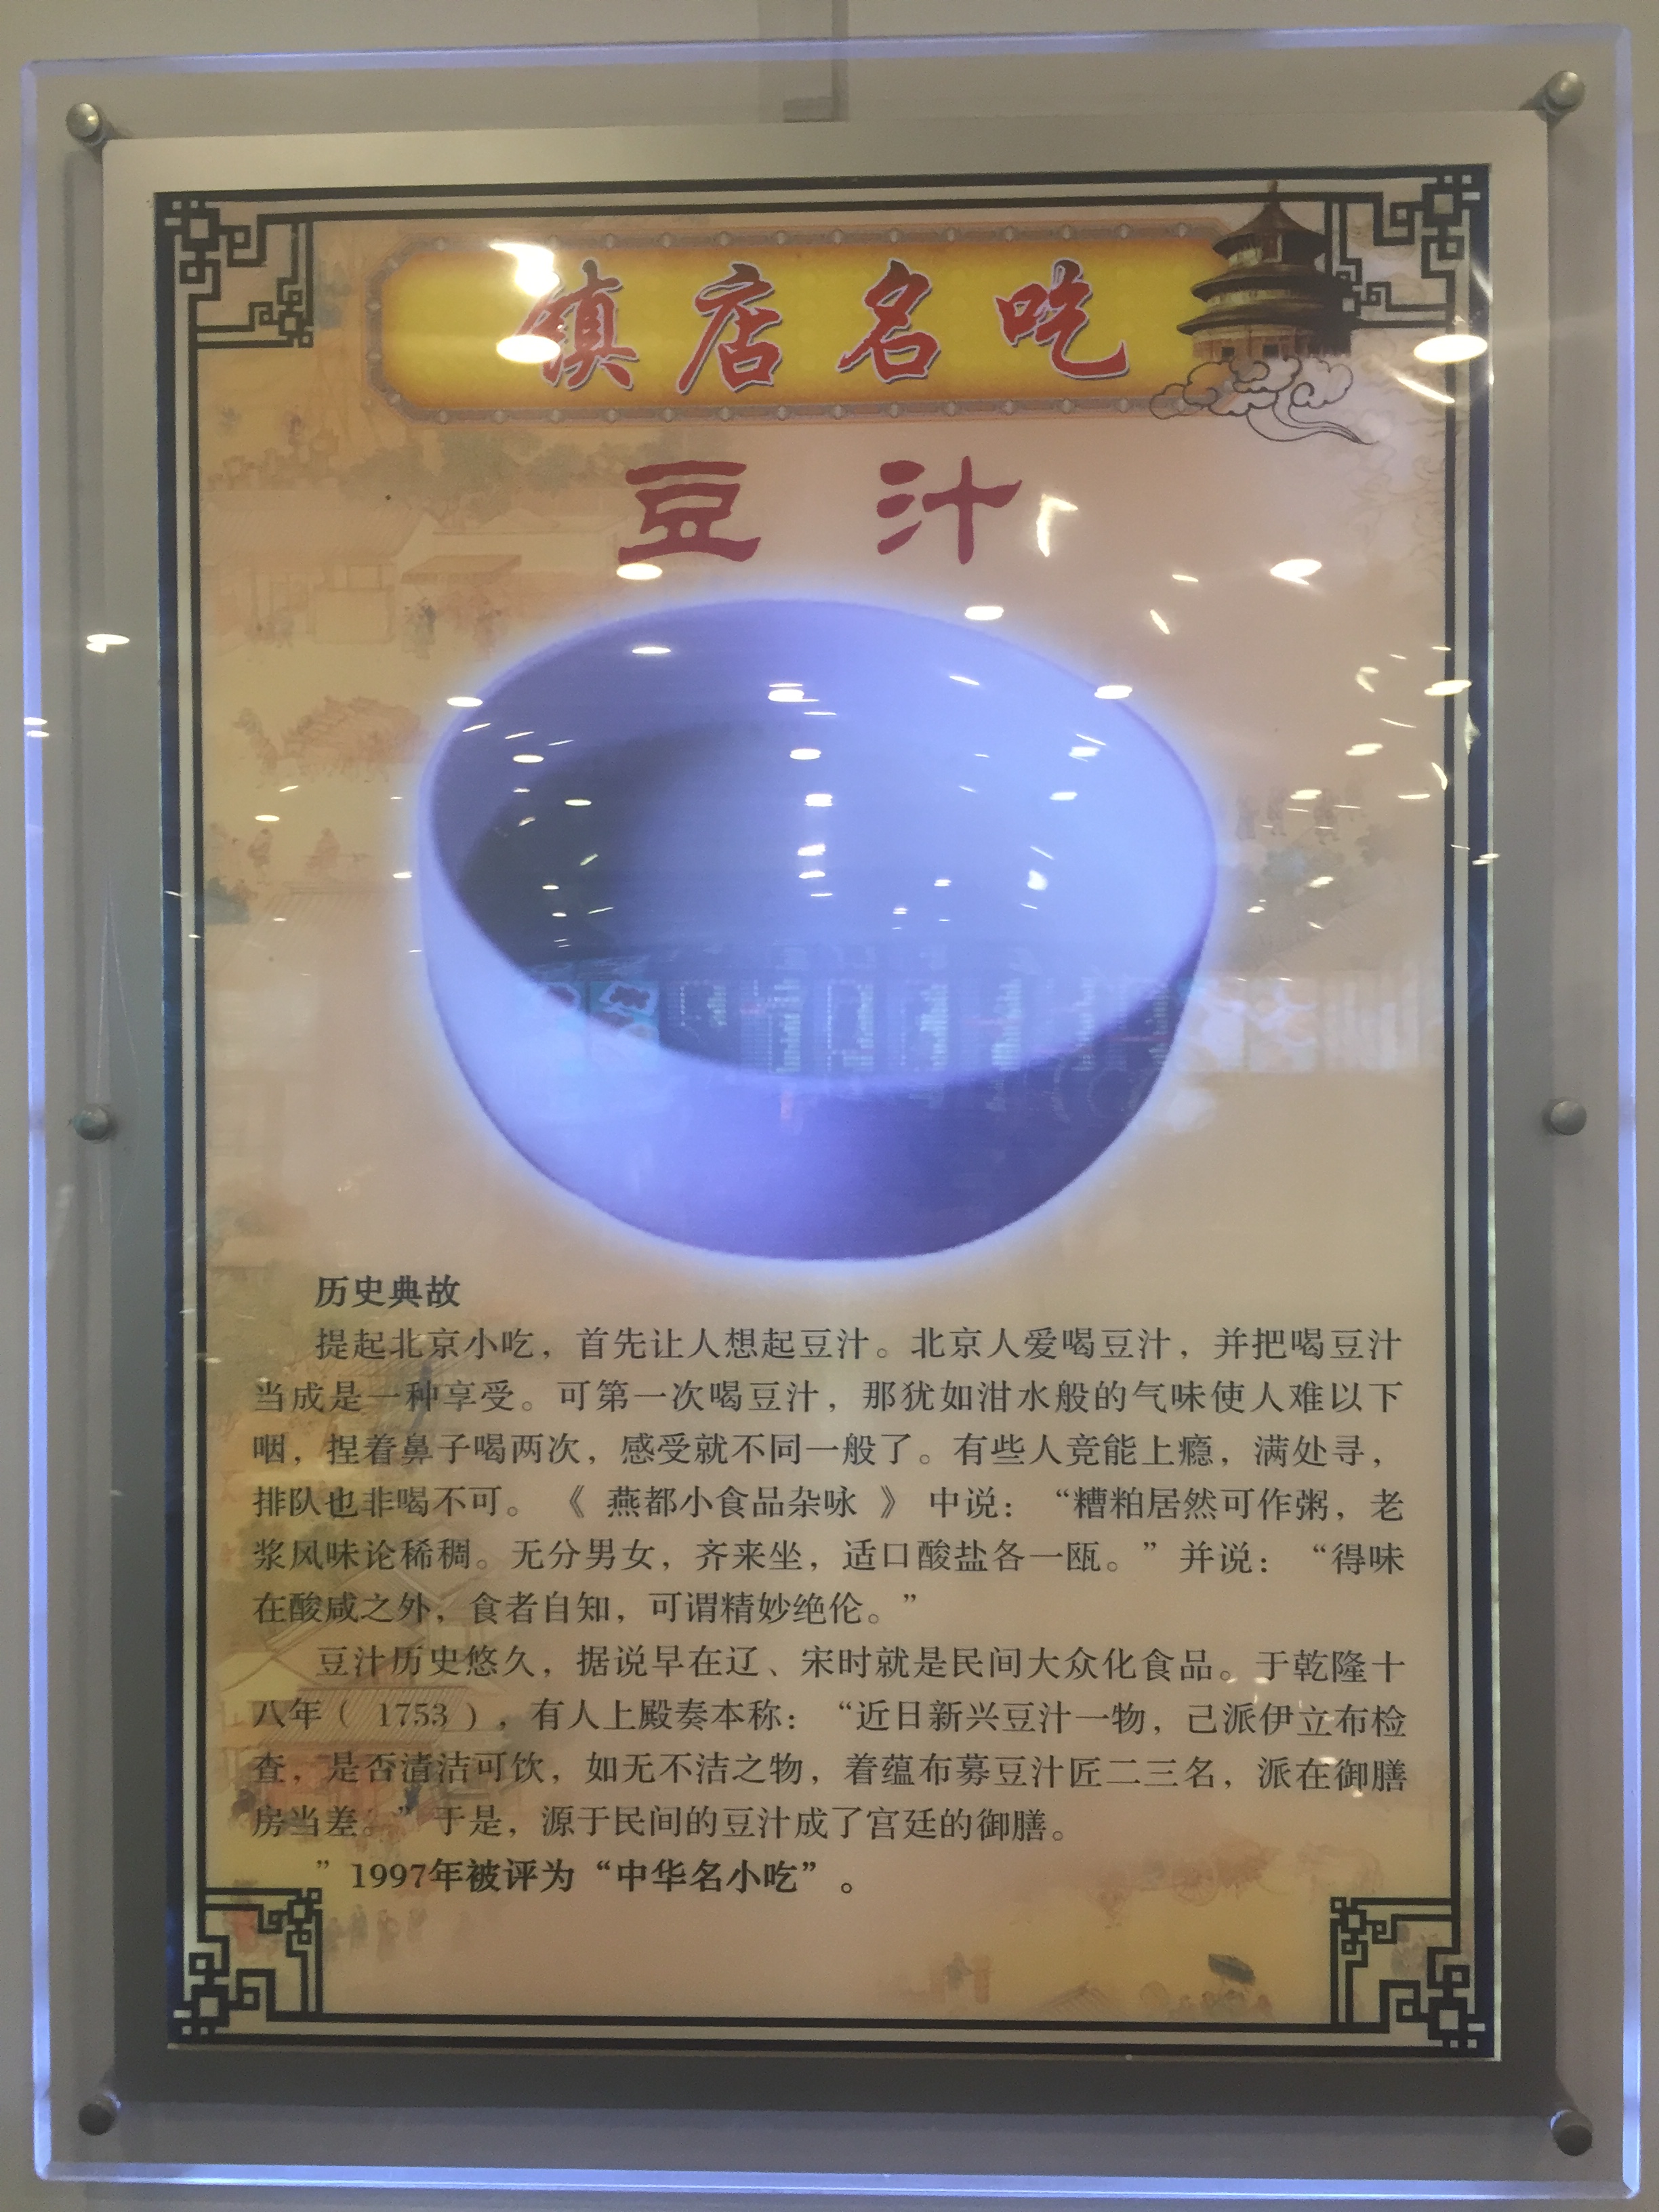 镇店名吃
豆汁
历史典故
提起北京小吃，首先让人想起豆汁。北京人爱喝豆汁，并把喝豆汁
当成是一种享受。可第一次喝豆汁，那犹如泔水般的气味使人难以下
咽，捏着鼻子喝两次，感受就不同一般了。有些人竞能上瘾，满处寻，
排队也非喝不可。《 燕都小食品杂咏 》 中说：“糟粕居然可作粥，老
浆风味论稀稠。无分男女，齐来坐，适口酸盐各一瓯。”并说：“得味
在酸咸之外，食者自知，可谓精妙绝伦。”
豆汁历史悠久，据说早在辽、宋时就是民间大众化食品。于乾隆十
八年（ 1753 ），有人上殿奏本称：“近日新兴豆汁一物，己派伊立布检
查，是否清洁可饮，如无不洁之物，着蕴布募豆汁匠二三名，派在御膳
房当差。”于是，源于民间的豆汁成了宫廷的御膳。
”1997年被评为“中华名小吃”。